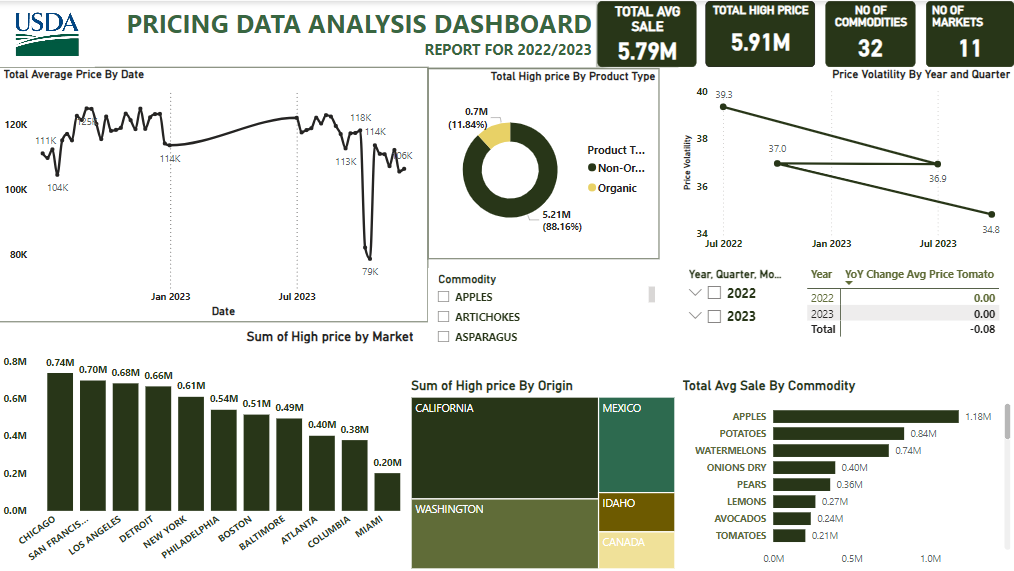 USDA
PRICING DATA ANALYSIS DASHBOARD
REPORT FOR 2022/2023
TOTAL AVG
SALE
5.79M
TOTAL HIGH PRICE
5.91M
NO OF
COMMODITIES
32
NO OF
MARKETS
11
Total Average Price By Date
120K
100K
80K
111K
104K
125K
114K
118K
114K
113K
106K
79K
Jan 2023
Jul 2023
Date
Total High price By Product Type
0.7M
(11.84%)
5.21M
(88.16%)
Product T...
Non-Or...
Organic
Price Volatility By Year and Quarter
Price Volatility
40
38
36
34
39.3
37.0
36.9
34.8
Jul 2022
Jan 2023
Jul 2023
Commodity
APPLES
ARTICHOKES
ASPARAGUS
Year, Quarter, Mo...
2022
2023
Year YoY Change Avg Price Tomato
2022 0.00
2023 0.00
Total -0.08
Sum of High price by Market
0.8M
0.6M
0.4M
0.2M
0.0M
0.74M
0.70M
0.68M
0.66M
0.61M
0.54M
0.51M
0.49M
0.40M
0.38M
0.20M
CHICAGO
SAN FRANCIS...
LOS ANGELES
DETROIT
NEW YORK
PHILADELPHIA
BOSTON
BALTIMORE
ATLANTA
COLUMBIA
MIAMI
Sum of High price By Origin
CALIFORNIA
MEXICO
WASHINGTON
IDAHO
CANADA
Total Avg Sale By Commodity
APPLES 1.18M
POTATOES 0.84M
WATERMELONS 0.74M
ONIONS DRY 0.40M
PEARS 0.36M
LEMONS 0.27M
AVOCADOS 0.24M
TOMATOES 0.21M
0.0M 0.5M 1.0M